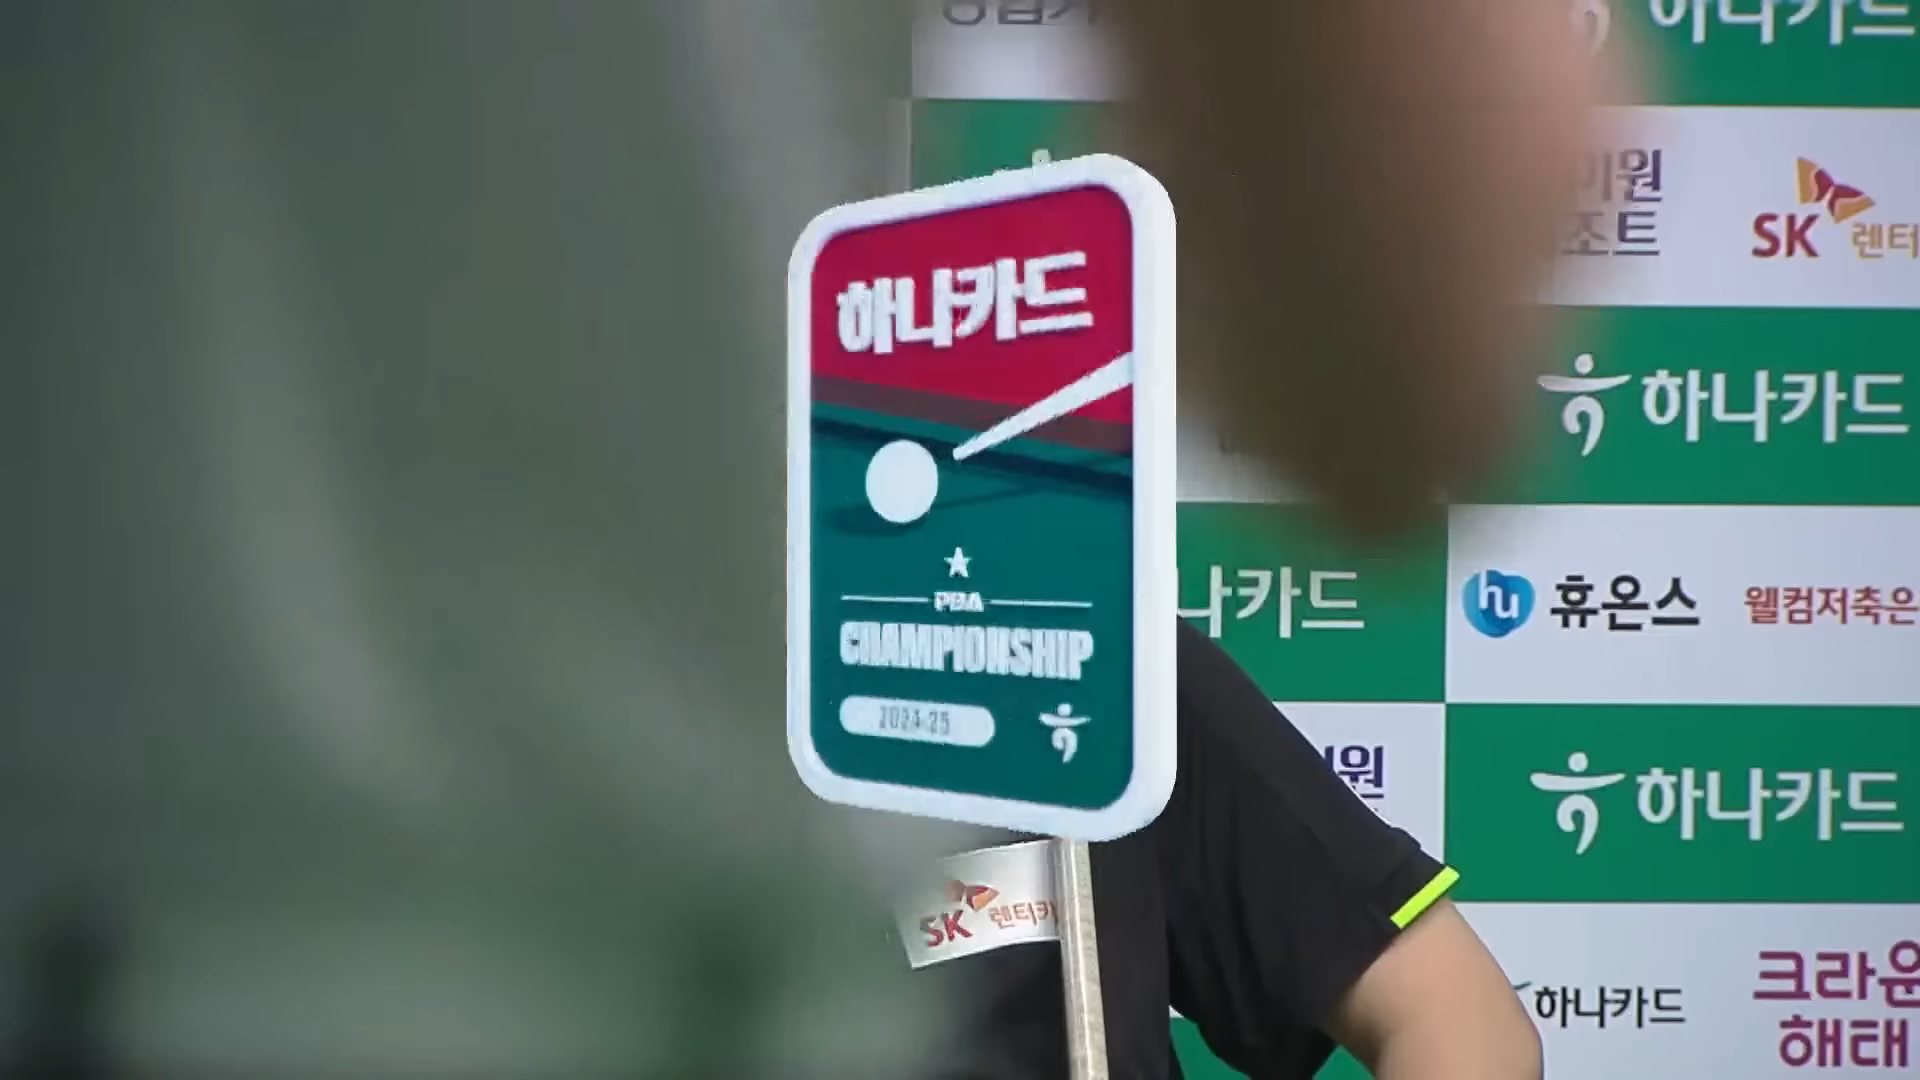 하나카드
하나카드
PBA
CHAMPIONSHIP
2024-25
SK 렌터카
SK 렌터
하나카드
나카드
휴온스
웰컴저축은
하나카드
하나카드
크라운
해태